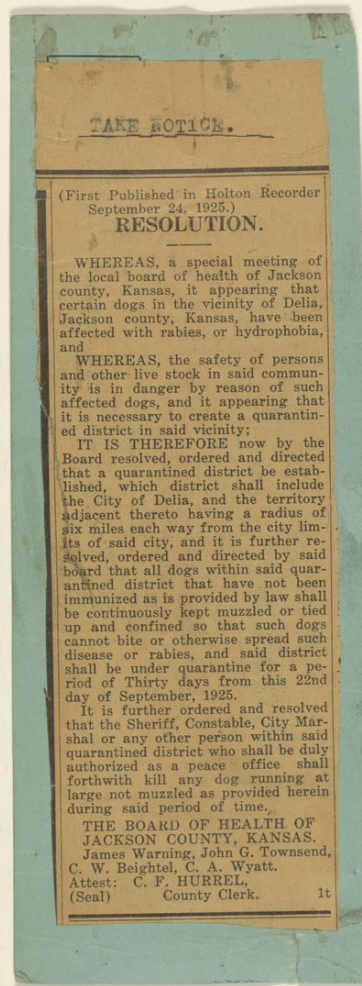 TAKE NOTICE.
(First Published in Holton Recorder
September 24, 1925.)
RESOLUTION.
WHEREAS, a special meeting of
the local board of health of Jackson
county, Kansas, it appearing that
certain dogs in the vicinity of Delia,
Jackson county, Kansas, have been
affected with rabies, or hydrophobia,
and
WHEREAS, the safety of persons
and other live stock in said commun-
ity is in danger by reason of such
affected dogs, and it appearing that
it is necessary to create a quarantin-
ed district in said vicinity;
IT IS THEREFORE now by the
Board resolved, ordered and directed
that a quarantined district be estab-
lished, which district shall include
the City of Delia, and the territory
adjacent thereto having a radius of
six miles each way from the city lim-
its of said city, and it is further re-
solved, ordered and directed by said
board that all dogs within said quar-
antined district that have not been
immunized as is provided by law shall
be continuously kept muzzled or tied
up and confined so that such dogs
cannot bite or otherwise spread such
disease or rabies, and said district
shall be under quarantine for a pe-
riod of Thirty days from this 22nd
day of September, 1925.
It is further ordered and resolved
that the Sheriff, Constable, City Mar-
shal or any other person within said
quarantined district who shall be duly
authorized as a peace office shall
forthwith kill any dog running at
large not muzzled as provided herein
during said period of time.
THE BOARD OF HEALTH OF
JACKSON COUNTY, KANSAS.
James Warning, John G. Townsend,
C. W. Beightel, C. A. Wyatt.
Attest: C. F. HURREL,
(Seal) County Clerk. 1t